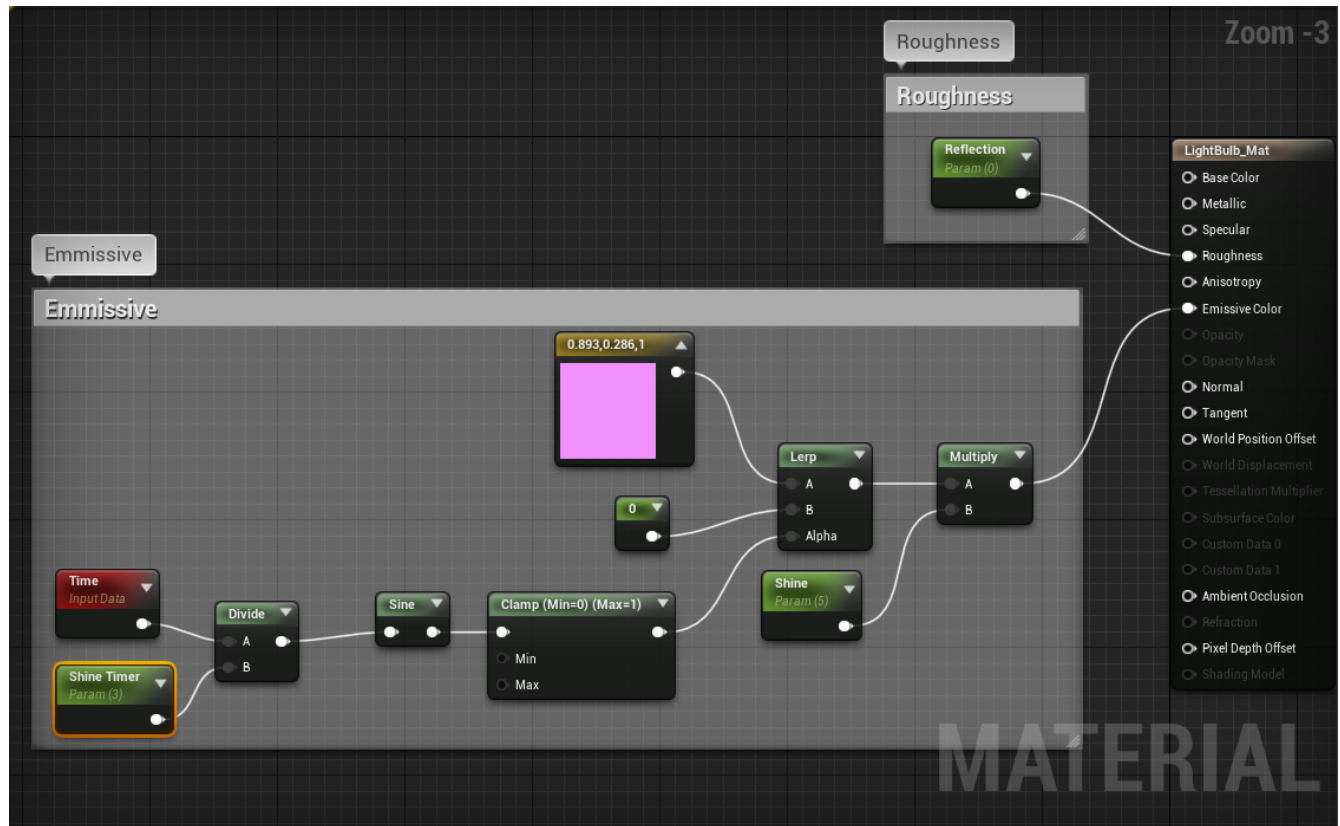 Zoom -3
Roughness
Roughness
Reflection
Param (0)
LightBulb_Mat
Base Color
Metallic
Specular
Roughness
Anisotropy
Emissive Color
Opacity
Opacity Mask
Normal
Tangent
World Position Offset
World Displacement
Tessellation Multiplier
Subsurface Color
Custom Data 0
Custom Data 1
Ambient Occlusion
Refraction
Pixel Depth Offset
Shading Model
Emmissive
Emmissive
0.893,0.286,1
Lerp
A
B
Alpha
Multiply
A
B
0
Time
Input Data
Divide
A
B
Sine
Clamp (Min=0) (Max=1)
Min
Max
Shine
Param (5)
Shine Timer
Param (3)
MATERIAL